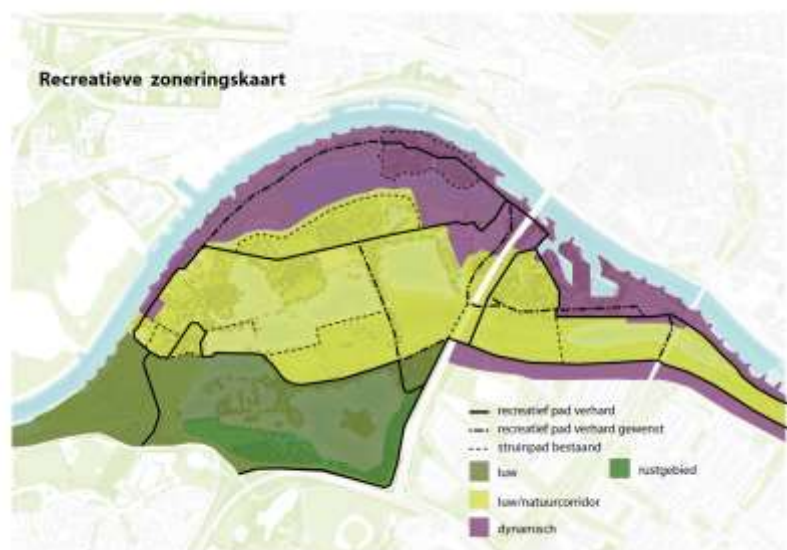 Recreatieve zoneringskaart
recreatief pad verhard
recreatief pad verhard gewenst
struinpad bestaand
luw
rustgebied
luw/natuurcorridor
dynamisch